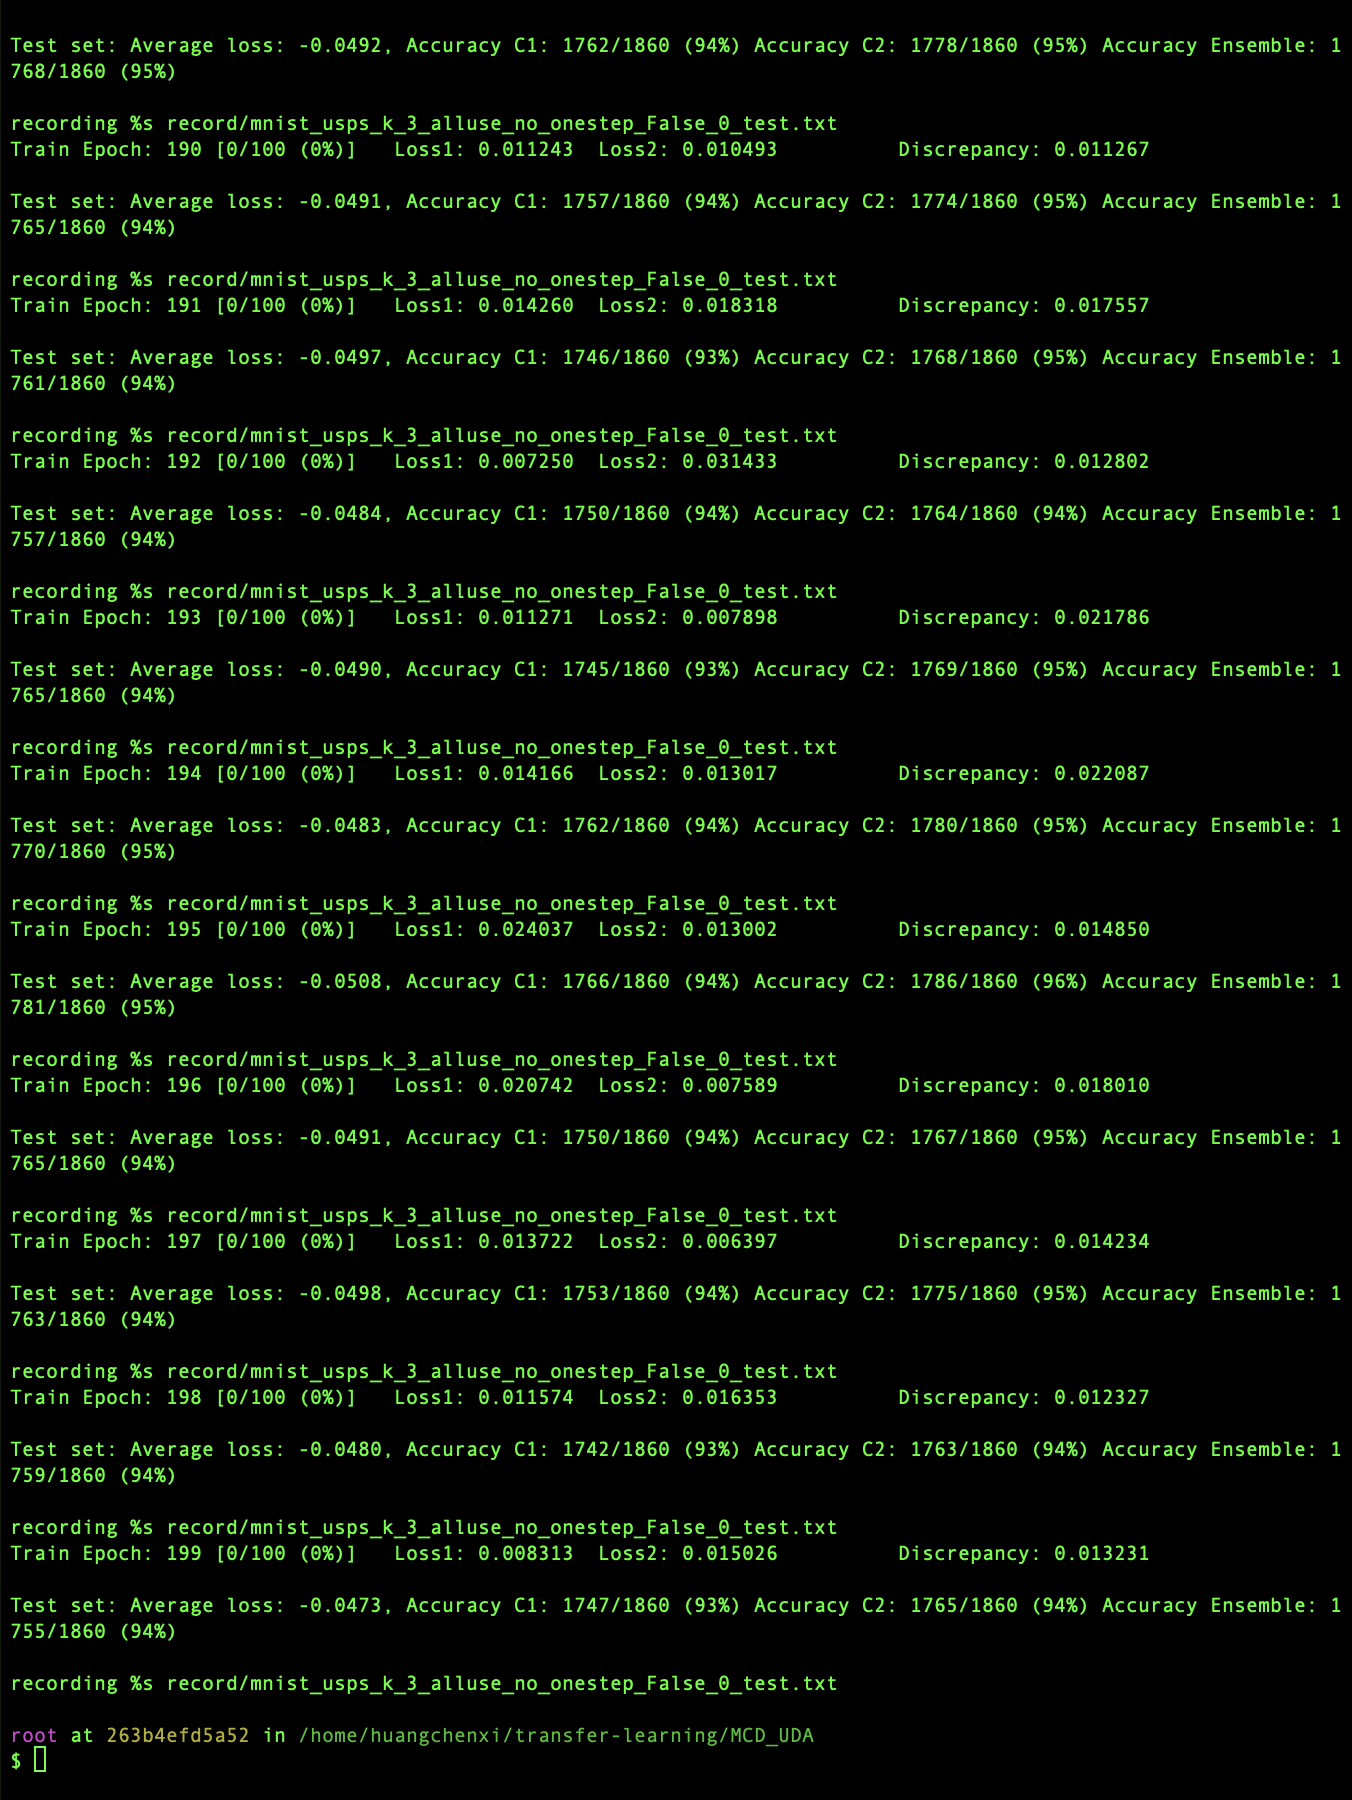 Test set: Average loss: -0.0492, Accuracy C1: 1762/1860 (94%) Accuracy C2: 1778/1860 (95%) Accuracy Ensemble: 1
768/1860 (95%)
recording %s record/mnist_usps_k_3_alluse_no_onestep_False_0_test.txt
Train Epoch: 190 [0/100 (0%)]   Loss1: 0.011243  Loss2: 0.010493          Discrepancy: 0.011267
Test set: Average loss: -0.0491, Accuracy C1: 1757/1860 (94%) Accuracy C2: 1774/1860 (95%) Accuracy Ensemble: 1
765/1860 (94%)
recording %s record/mnist_usps_k_3_alluse_no_onestep_False_0_test.txt
Train Epoch: 191 [0/100 (0%)]   Loss1: 0.014260  Loss2: 0.018318          Discrepancy: 0.017557
Test set: Average loss: -0.0497, Accuracy C1: 1746/1860 (93%) Accuracy C2: 1768/1860 (95%) Accuracy Ensemble: 1
761/1860 (94%)
recording %s record/mnist_usps_k_3_alluse_no_onestep_False_0_test.txt
Train Epoch: 192 [0/100 (0%)]   Loss1: 0.007250  Loss2: 0.031433          Discrepancy: 0.012802
Test set: Average loss: -0.0484, Accuracy C1: 1750/1860 (94%) Accuracy C2: 1764/1860 (94%) Accuracy Ensemble: 1
757/1860 (94%)
recording %s record/mnist_usps_k_3_alluse_no_onestep_False_0_test.txt
Train Epoch: 193 [0/100 (0%)]   Loss1: 0.011271  Loss2: 0.007898          Discrepancy: 0.021786
Test set: Average loss: -0.0490, Accuracy C1: 1745/1860 (93%) Accuracy C2: 1769/1860 (95%) Accuracy Ensemble: 1
765/1860 (94%)
recording %s record/mnist_usps_k_3_alluse_no_onestep_False_0_test.txt
Train Epoch: 194 [0/100 (0%)]   Loss1: 0.014166  Loss2: 0.013017          Discrepancy: 0.022087
Test set: Average loss: -0.0483, Accuracy C1: 1762/1860 (94%) Accuracy C2: 1780/1860 (95%) Accuracy Ensemble: 1
770/1860 (95%)
recording %s record/mnist_usps_k_3_alluse_no_onestep_False_0_test.txt
Train Epoch: 195 [0/100 (0%)]   Loss1: 0.024037  Loss2: 0.013002          Discrepancy: 0.014850
Test set: Average loss: -0.0508, Accuracy C1: 1766/1860 (94%) Accuracy C2: 1786/1860 (96%) Accuracy Ensemble: 1
781/1860 (95%)
recording %s record/mnist_usps_k_3_alluse_no_onestep_False_0_test.txt
Train Epoch: 196 [0/100 (0%)]   Loss1: 0.020742  Loss2: 0.007589          Discrepancy: 0.018010
Test set: Average loss: -0.0491, Accuracy C1: 1750/1860 (94%) Accuracy C2: 1767/1860 (95%) Accuracy Ensemble: 1
765/1860 (94%)
recording %s record/mnist_usps_k_3_alluse_no_onestep_False_0_test.txt
Train Epoch: 197 [0/100 (0%)]   Loss1: 0.013722  Loss2: 0.006397          Discrepancy: 0.014234
Test set: Average loss: -0.0498, Accuracy C1: 1753/1860 (94%) Accuracy C2: 1775/1860 (95%) Accuracy Ensemble: 1
763/1860 (94%)
recording %s record/mnist_usps_k_3_alluse_no_onestep_False_0_test.txt
Train Epoch: 198 [0/100 (0%)]   Loss1: 0.011574  Loss2: 0.016353          Discrepancy: 0.012327
Test set: Average loss: -0.0480, Accuracy C1: 1742/1860 (93%) Accuracy C2: 1763/1860 (94%) Accuracy Ensemble: 1
759/1860 (94%)
recording %s record/mnist_usps_k_3_alluse_no_onestep_False_0_test.txt
Train Epoch: 199 [0/100 (0%)]   Loss1: 0.008313  Loss2: 0.015026          Discrepancy: 0.013231
Test set: Average loss: -0.0473, Accuracy C1: 1747/1860 (93%) Accuracy C2: 1765/1860 (94%) Accuracy Ensemble: 1
755/1860 (94%)
recording %s record/mnist_usps_k_3_alluse_no_onestep_False_0_test.txt
root at 263b4efd5a52 in /home/huangchenxi/transfer-learning/MCD_UDA
$